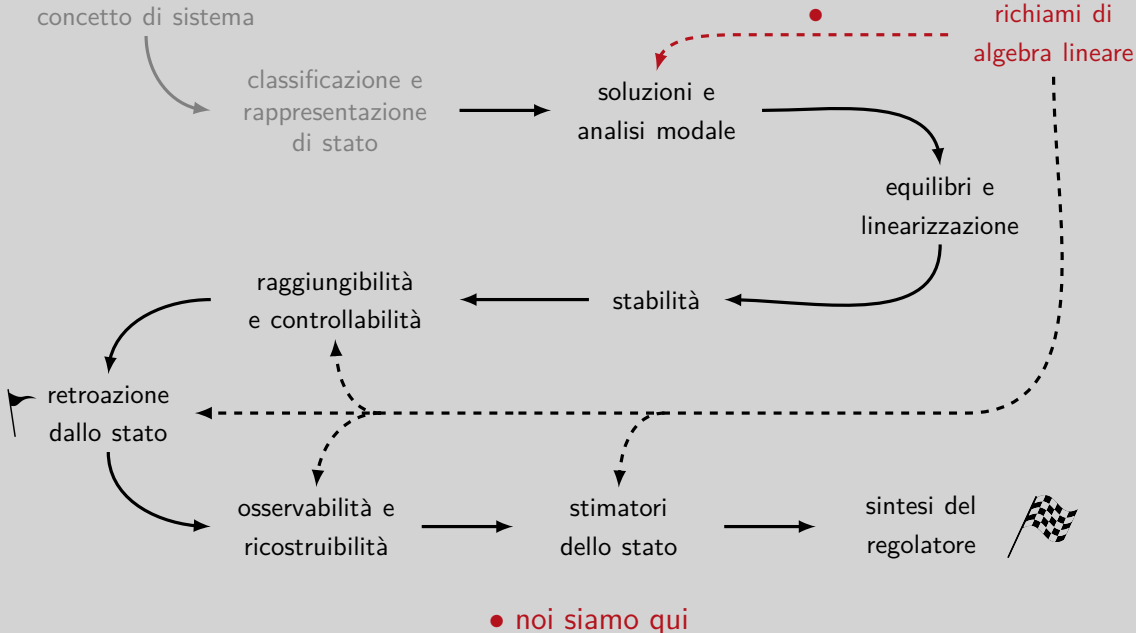 concetto di sistema
richiami di
algebra lineare
classificazione e
rappresentazione
di stato
soluzioni e
analisi modale
equilibri e
linearizzazione
stabilità
raggiungibilità
e controllabilità
retroazione
dallo stato
osservabilità e
ricostruibilità
stimatori
dello stato
sintesi del
regolatore
• noi siamo qui